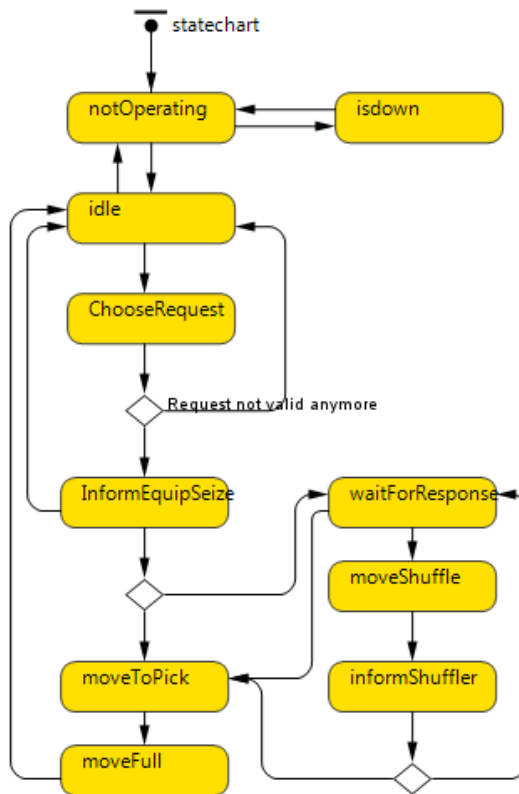 statechart
notOperating
isdown
idle
ChooseRequest
Request not valid anymore
InformEquipSeize
waitForResponse
moveShuffle
moveToPick
informShuffler
moveFull